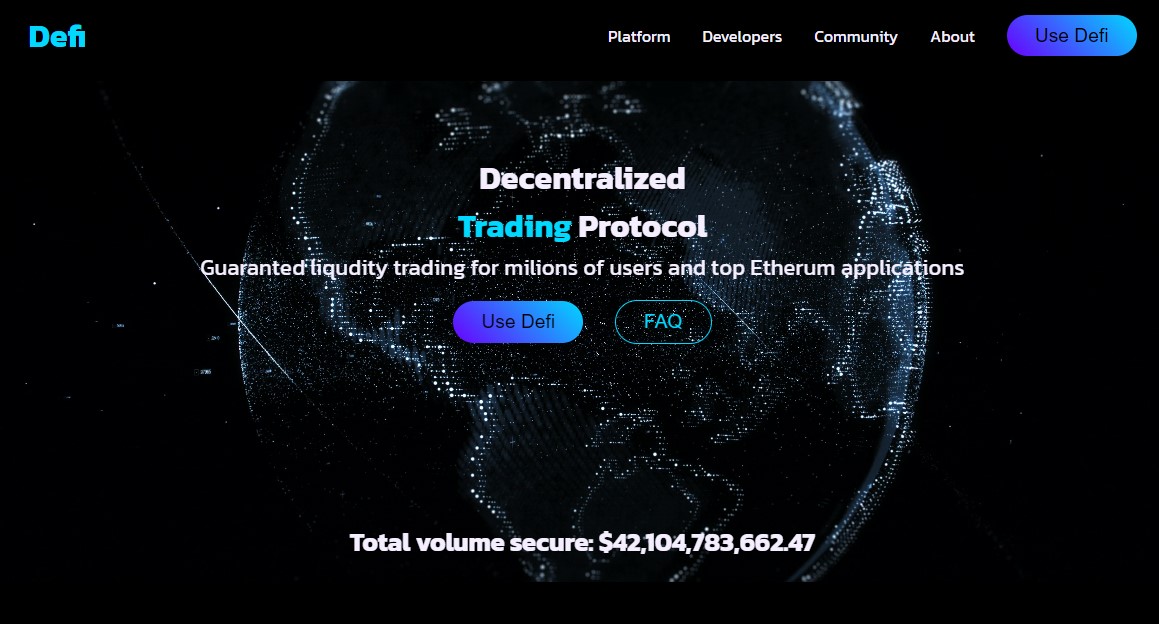 Defi
Platform Developers Community About Use Defi
Decentralized
Trading Protocol
Guaranted liqudity trading for milions of users and top Etherum applications
Use Defi FAQ
Total volume secure: $42,104,783,662.47